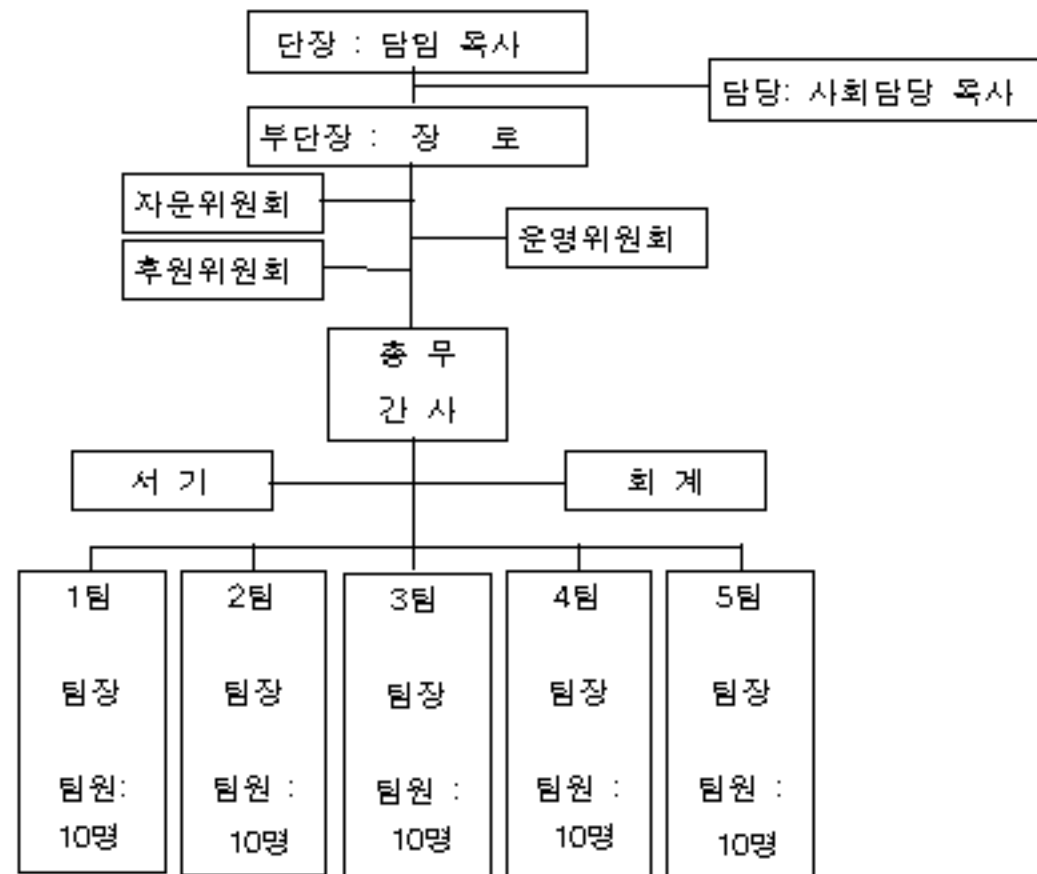 단장 : 담임 목사
담당: 사회담당 목사
부단장 : 장 로
자문위원회
운영위원회
후원위원회
총 무
간 사
서 기
회 계
1팀
팀장
팀원:
10명
2팀
팀장
팀원 :
10명
3팀
팀장
팀원 :
10명
4팀
팀장
팀원 :
10명
5팀
팀장
팀원 :
10명